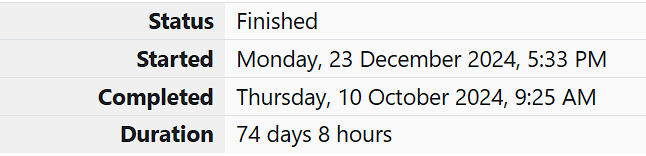 Status Finished
Started Monday, 23 December 2024, 5:33 PM
Completed Thursday, 10 October 2024, 9:25 AM
Duration 74 days 8 hours